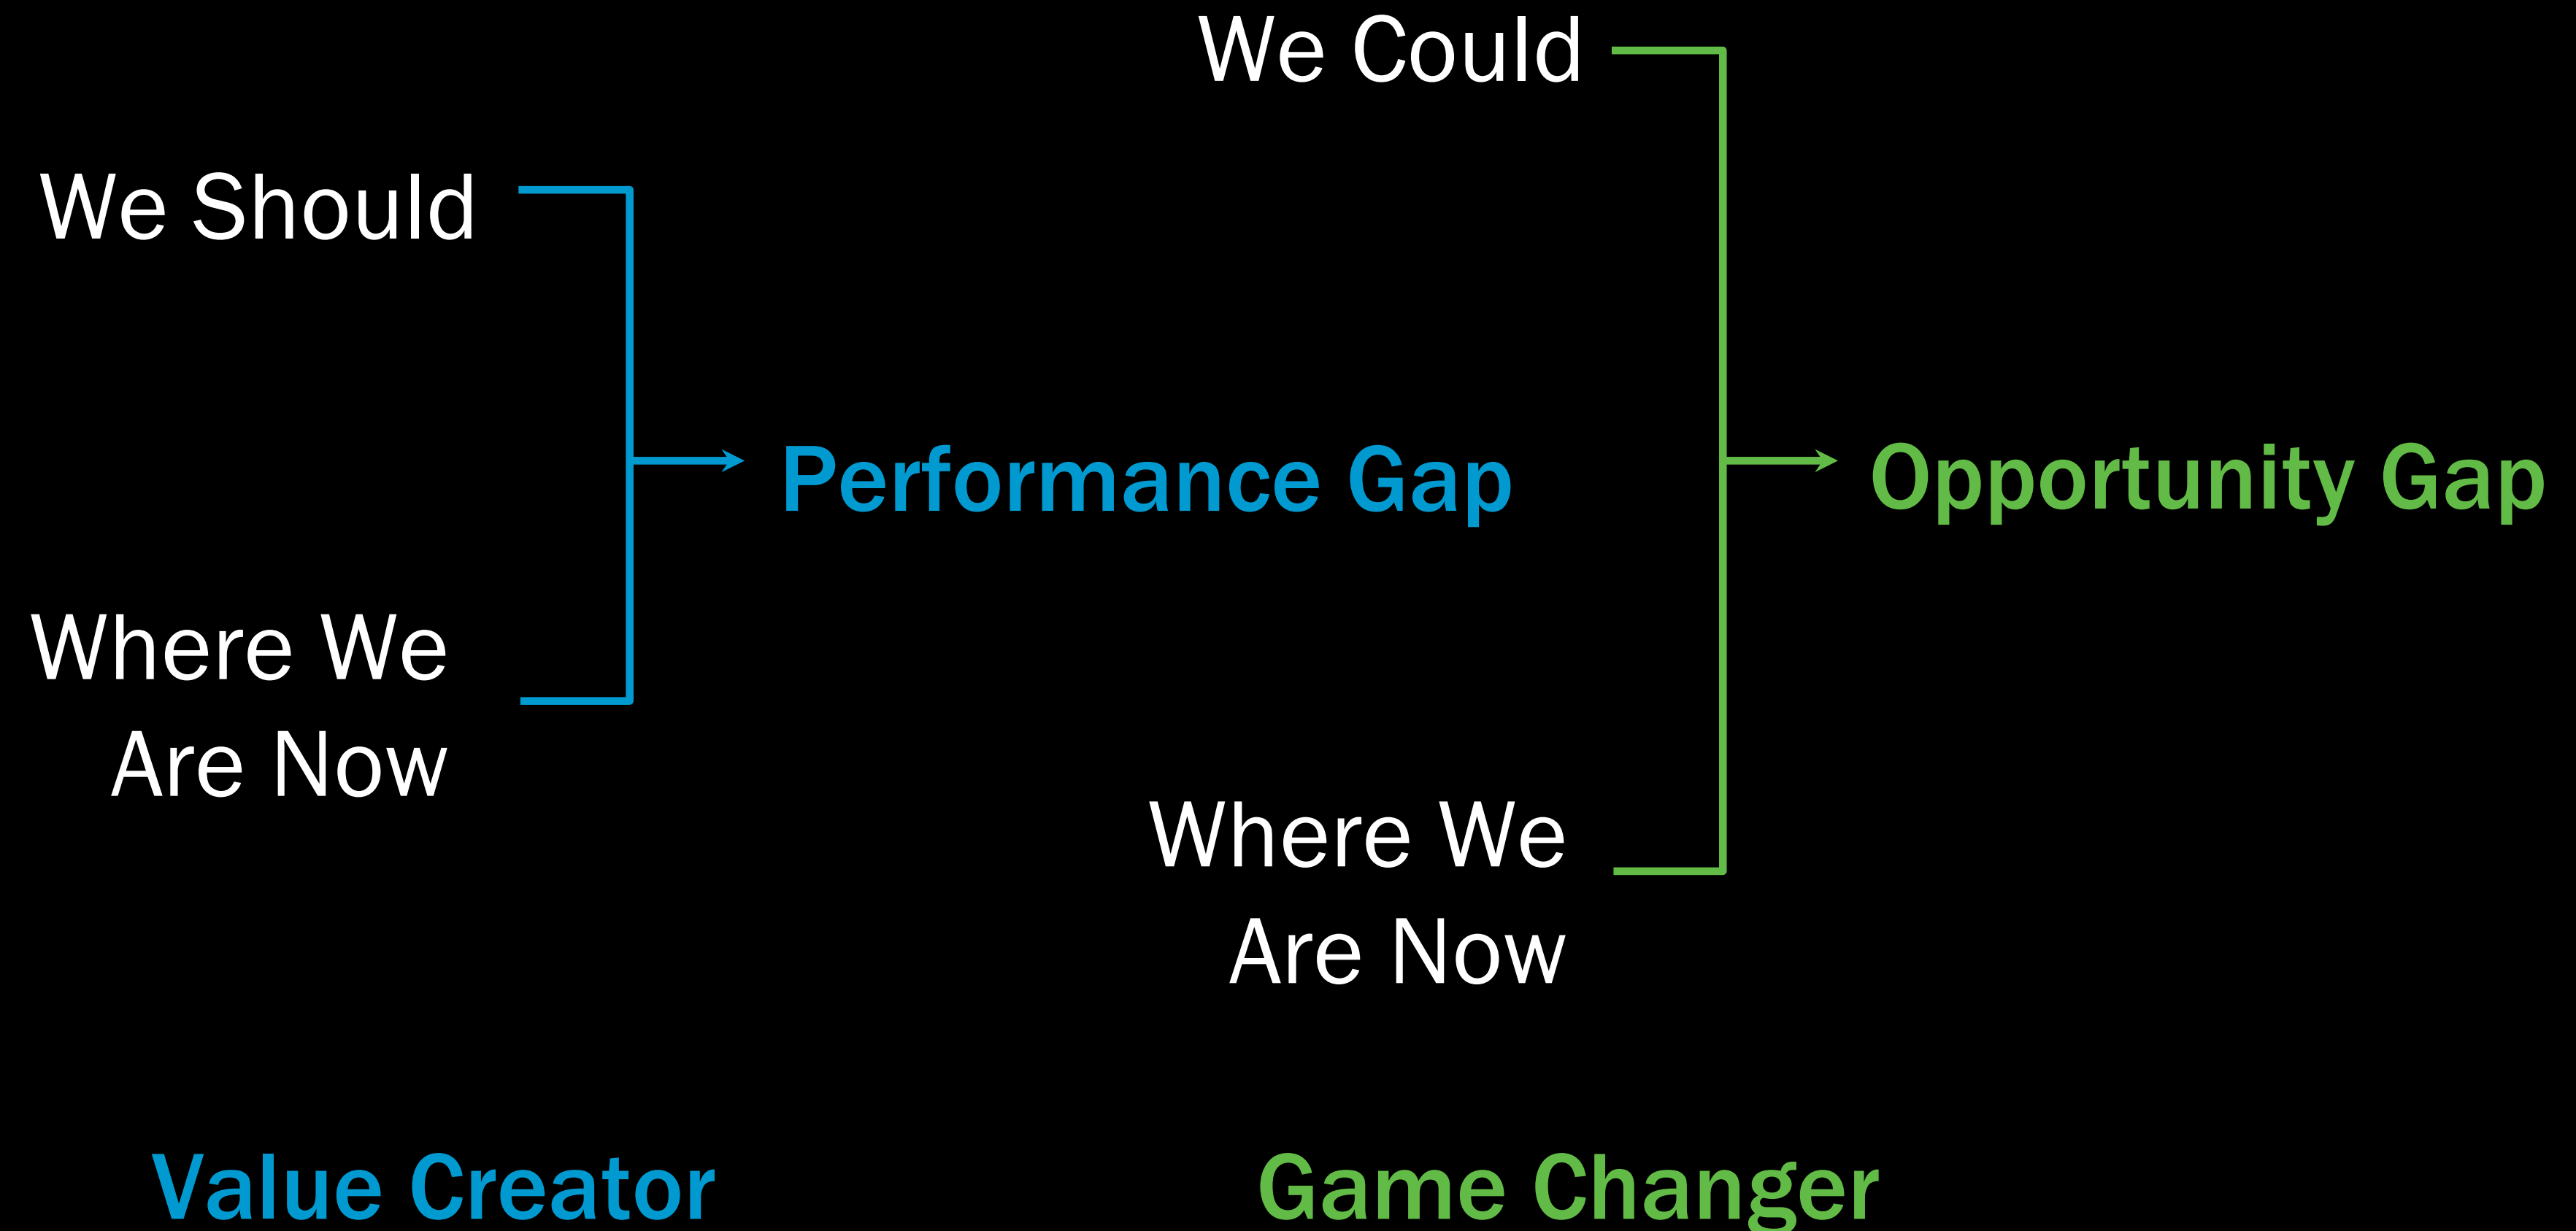 We Should
Where We
Are Now
Performance Gap
Value Creator
We Could
Where We
Are Now
Opportunity Gap
Game Changer